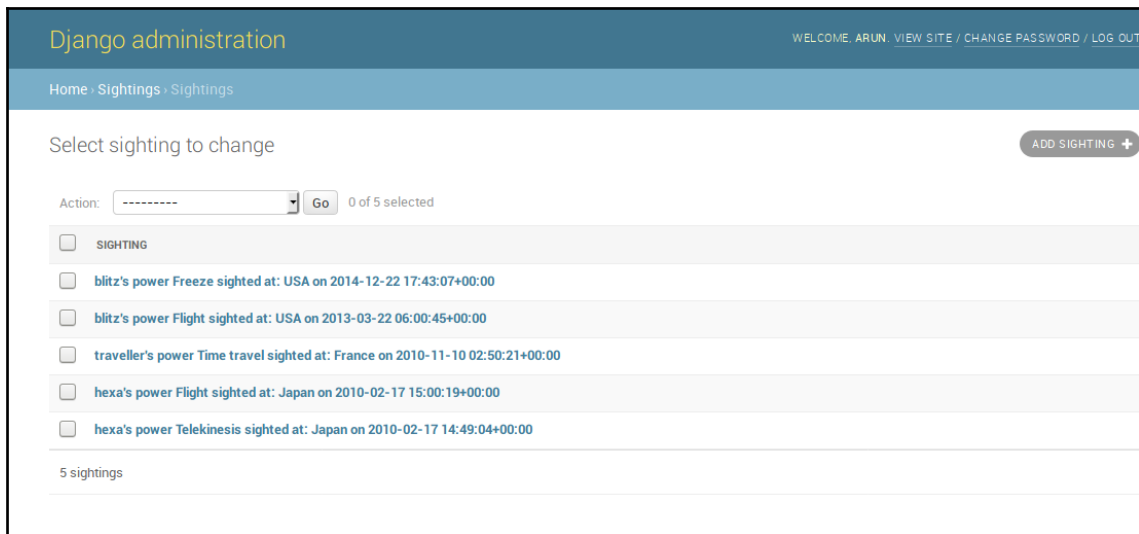 Django administration
WELCOME, ARUN. VIEW SITE / CHANGE PASSWORD / LOG OUT
Home › Sightings › Sightings
Select sighting to change
ADD SIGHTING +
Action: --------- Go 0 of 5 selected
SIGHTING
blitz's power Freeze sighted at: USA on 2014-12-22 17:43:07+00:00
blitz's power Flight sighted at: USA on 2013-03-22 06:00:45+00:00
traveller's power Time travel sighted at: France on 2010-11-10 02:50:21+00:00
hexa's power Flight sighted at: Japan on 2010-02-17 15:00:19+00:00
hexa's power Telekinesis sighted at: Japan on 2010-02-17 14:49:04+00:00
5 sightings